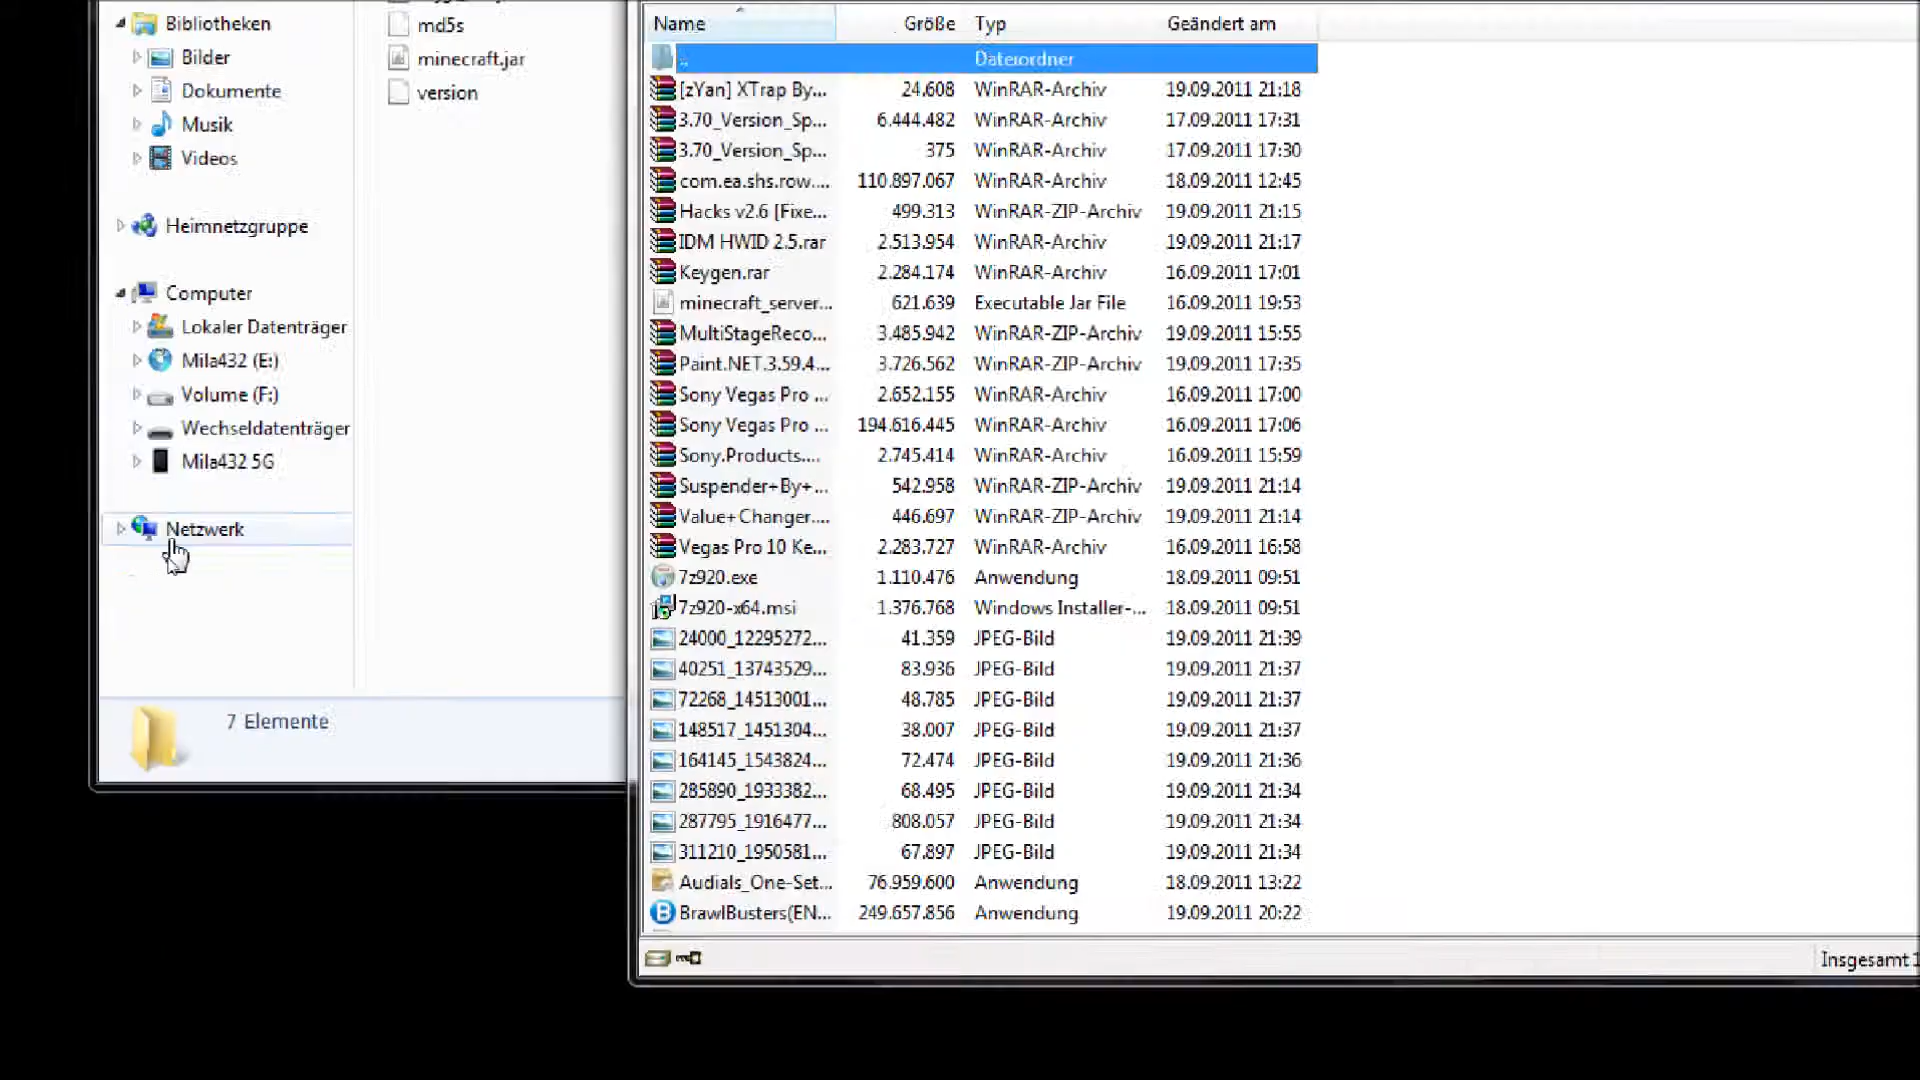 Bibliotheken
Bilder
Dokumente
Musik
Videos
Heimnetzgruppe
Computer
Lokaler Datenträger
Mila432 (E:)
Volume (F:)
Wechseldatenträger
Mila432 5G
Netzwerk
7 Elemente
md5s
minecraft.jar
version
Name Größe Typ Geändert am
.. Dateiordner
[zYan] XTrap By... 24.608 WinRAR-Archiv 19.09.2011 21:18
3.70_Version_Sp... 6.444.482 WinRAR-Archiv 17.09.2011 17:31
3.70_Version_Sp... 375 WinRAR-Archiv 17.09.2011 17:30
com.ea.shs.row.... 110.897.067 WinRAR-Archiv 18.09.2011 12:45
Hacks v2.6 [Fixe... 499.313 WinRAR-ZIP-Archiv 19.09.2011 21:15
IDM HWID 2.5.rar 2.513.954 WinRAR-Archiv 19.09.2011 21:17
Keygen.rar 2.284.174 WinRAR-Archiv 16.09.2011 17:01
minecraft_server... 621.639 Executable Jar File 16.09.2011 19:53
MultiStageReco... 3.485.942 WinRAR-ZIP-Archiv 19.09.2011 15:55
Paint.NET.3.59.4... 3.726.562 WinRAR-ZIP-Archiv 19.09.2011 17:35
Sony Vegas Pro ... 2.652.155 WinRAR-Archiv 16.09.2011 17:00
Sony Vegas Pro ... 194.616.445 WinRAR-Archiv 16.09.2011 17:06
Sony.Products.... 2.745.414 WinRAR-Archiv 16.09.2011 15:59
Suspender+By+... 542.958 WinRAR-ZIP-Archiv 19.09.2011 21:14
Value+Changer.... 446.697 WinRAR-ZIP-Archiv 19.09.2011 21:14
Vegas Pro 10 Ke... 2.283.727 WinRAR-Archiv 16.09.2011 16:58
7z920.exe 1.110.476 Anwendung 18.09.2011 09:51
7z920-x64.msi 1.376.768 Windows Installer-... 18.09.2011 09:51
24000_12295272... 41.359 JPEG-Bild 19.09.2011 21:39
40251_13743529... 83.936 JPEG-Bild 19.09.2011 21:37
72268_14513001... 48.785 JPEG-Bild 19.09.2011 21:37
148517_1451304... 38.007 JPEG-Bild 19.09.2011 21:37
164145_1543824... 72.474 JPEG-Bild 19.09.2011 21:36
285890_1933382... 68.495 JPEG-Bild 19.09.2011 21:34
287795_1916477... 808.057 JPEG-Bild 19.09.2011 21:34
311210_1950581... 67.897 JPEG-Bild 19.09.2011 21:34
Audials_One-Set... 76.959.600 Anwendung 18.09.2011 13:22
BrawlBusters(EN... 249.657.856 Anwendung 19.09.2011 20:22
Insgesamt 1